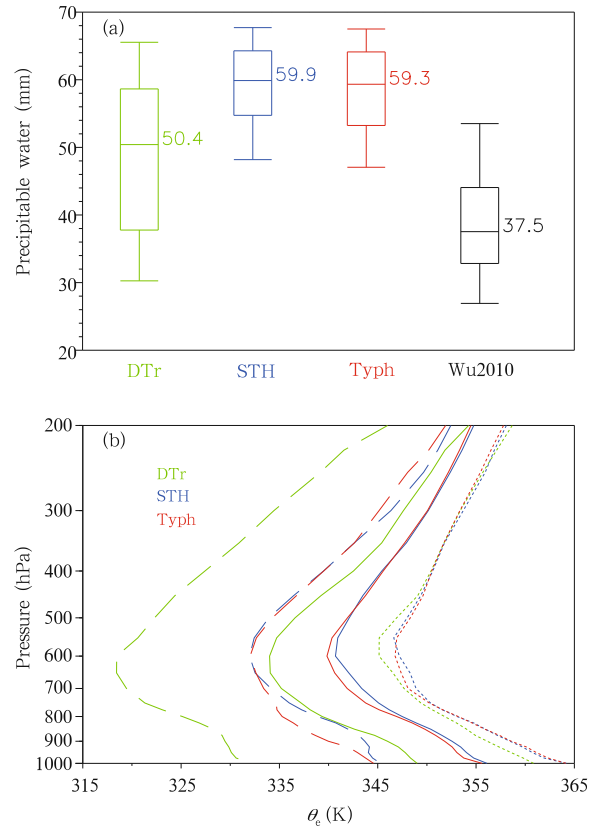 70
(a)
60
50
40
30
20
Precipitable water (mm)
50.4
59.9
59.3
37.5
DTr
STH
Typh
Wu2010
200
(b)
DTr
STH
Typh
300
400
500
600
700
800
900
1000
Pressure (hPa)
315
325
335
345
355
365
θe (K)